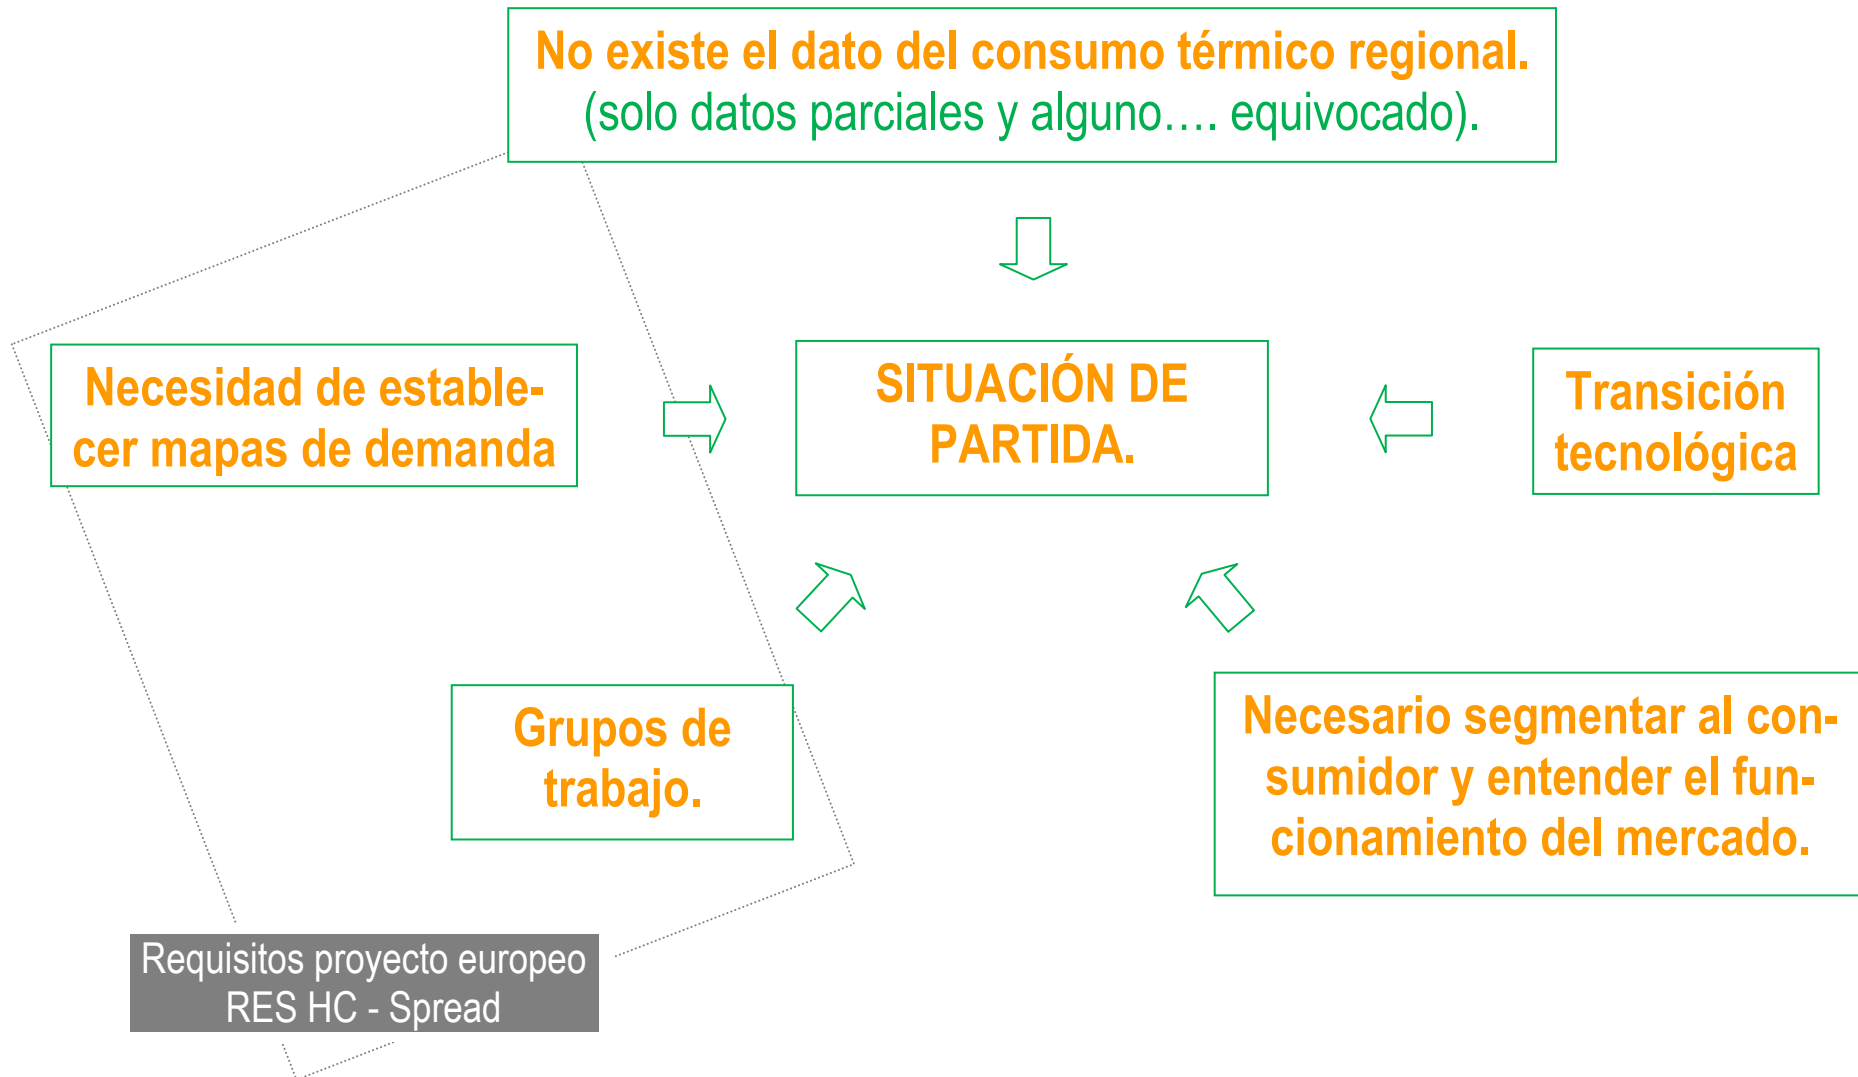 No existe el dato del consumo térmico regional.
(solo datos parciales y alguno…. equivocado).
Necesidad de estable-
cer mapas de demanda
SITUACIÓN DE
PARTIDA.
Transición
tecnológica
Grupos de
trabajo.
Necesario segmentar al con-
sumidor y entender el fun-
cionamiento del mercado.
Requisitos proyecto europeo
RES HC - Spread